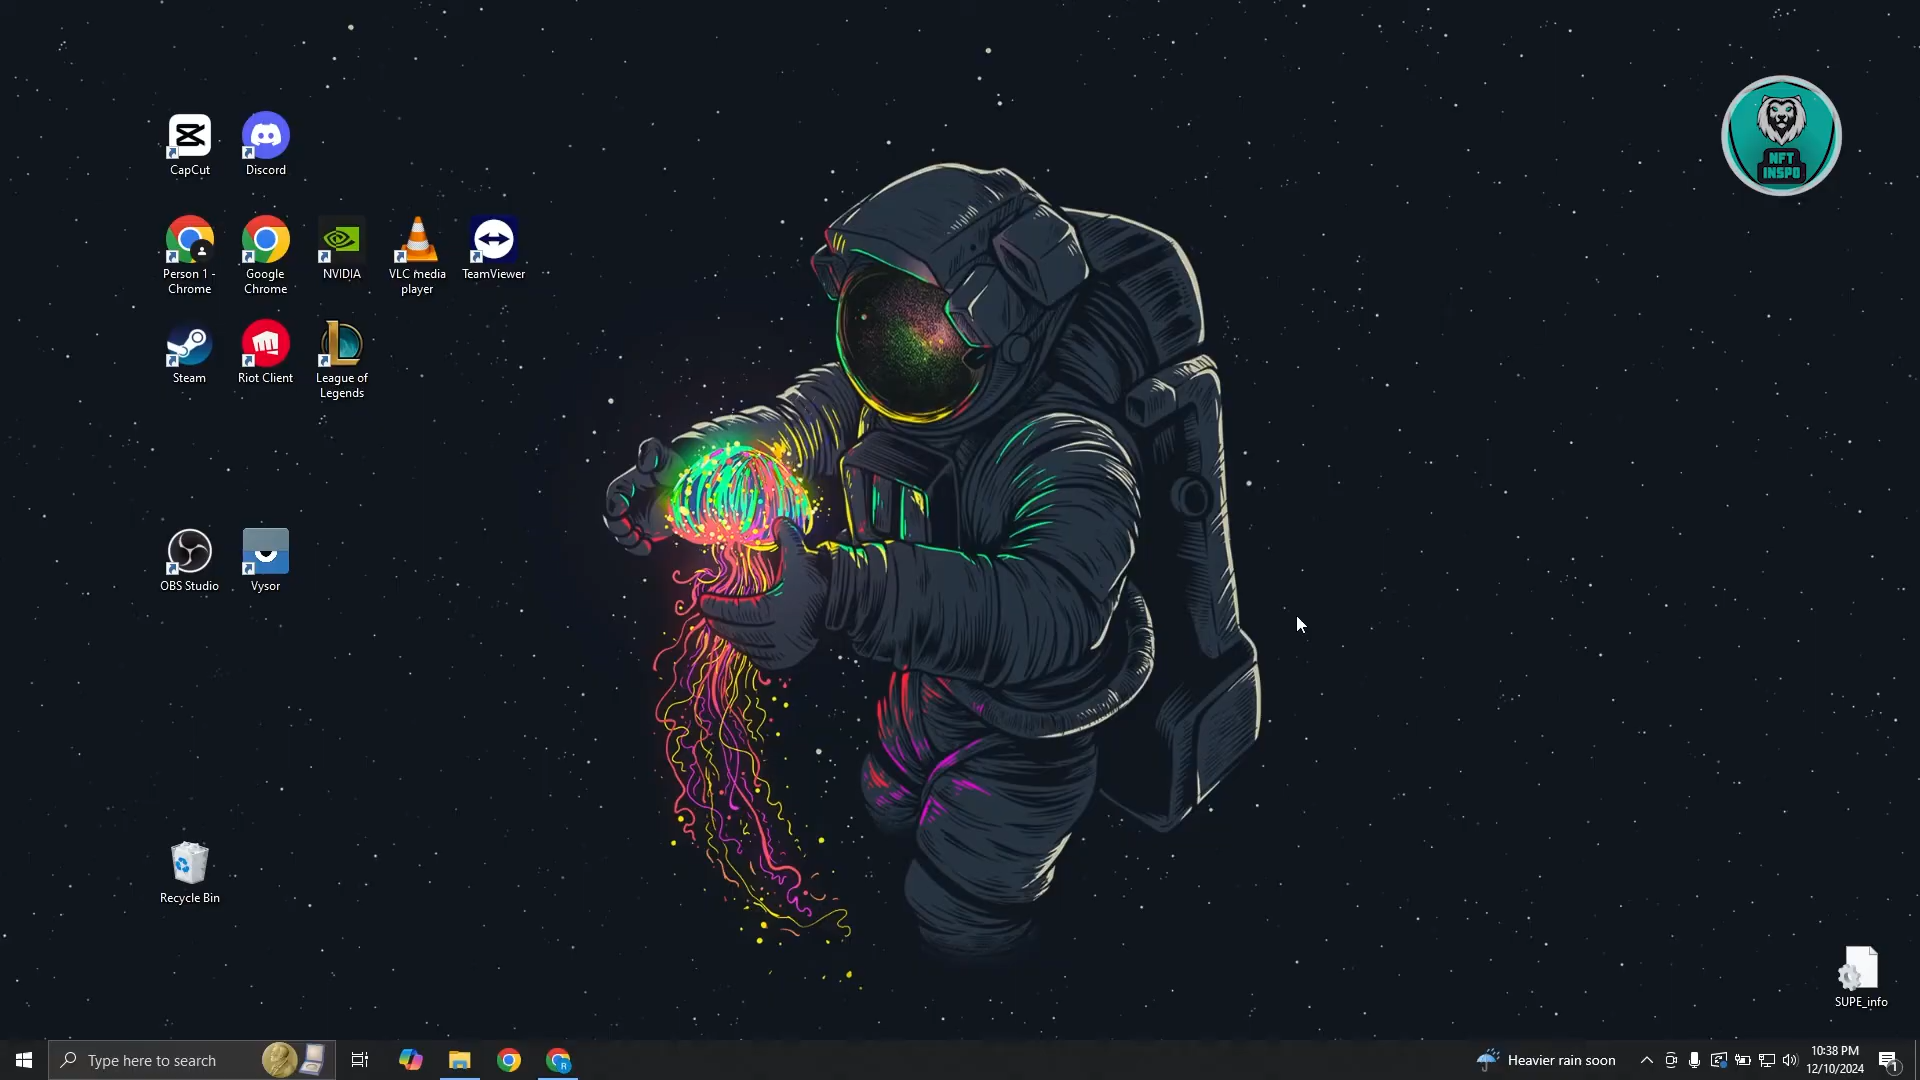 NFT
INSPO
CapCut
Discord
Person 1 -
Chrome
Google
Chrome
NVIDIA
VLC media
player
TeamViewer
Steam
Riot Client
League of
Legends
OBS Studio
Vysor
Recycle Bin
SUPE_info
Type here to search
R
Heavier rain soon
10:38 PM
12/10/2024
1